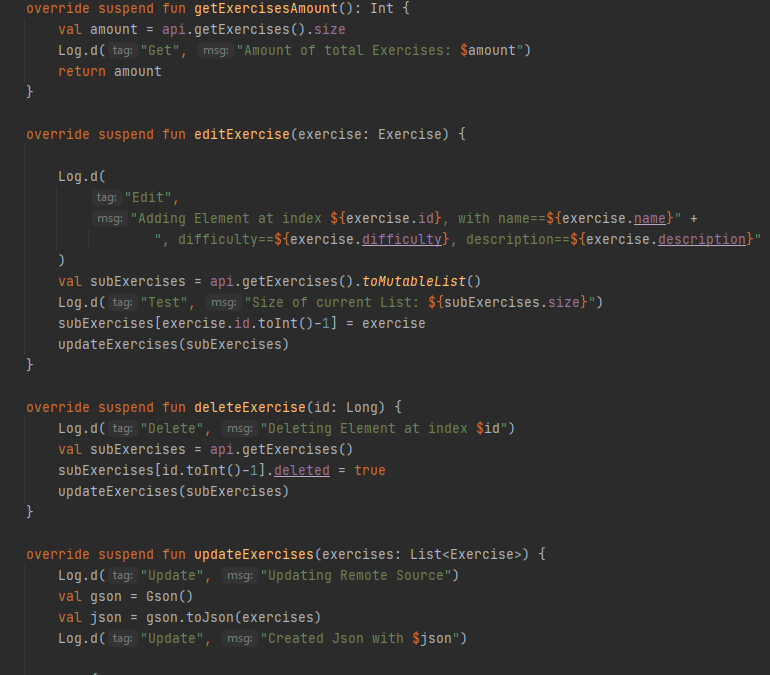 override suspend fun getExercisesAmount(): Int {
val amount = api.getExercises().size
Log.d( tag: "Get", msg: "Amount of total Exercises: $amount")
return amount
}
override suspend fun editExercise(exercise: Exercise) {
Log.d(
tag: "Edit",
msg: "Adding Element at index ${exercise.id}, with name==${exercise.name}" +
", difficulty==${exercise.difficulty}, description==${exercise.description}"
)
val subExercises = api.getExercises().toMutableList()
Log.d( tag: "Test", msg: "Size of current List: ${subExercises.size}")
subExercises[exercise.id.toInt()-1] = exercise
updateExercises(subExercises)
}
override suspend fun deleteExercise(id: Long) {
Log.d( tag: "Delete", msg: "Deleting Element at index $id")
val subExercises = api.getExercises()
subExercises[id.toInt()-1].deleted = true
updateExercises(subExercises)
}
override suspend fun updateExercises(exercises: List<Exercise>) {
Log.d( tag: "Update", msg: "Updating Remote Source")
val gson = Gson()
val json = gson.toJson(exercises)
Log.d( tag: "Update", msg: "Created Json with $json")